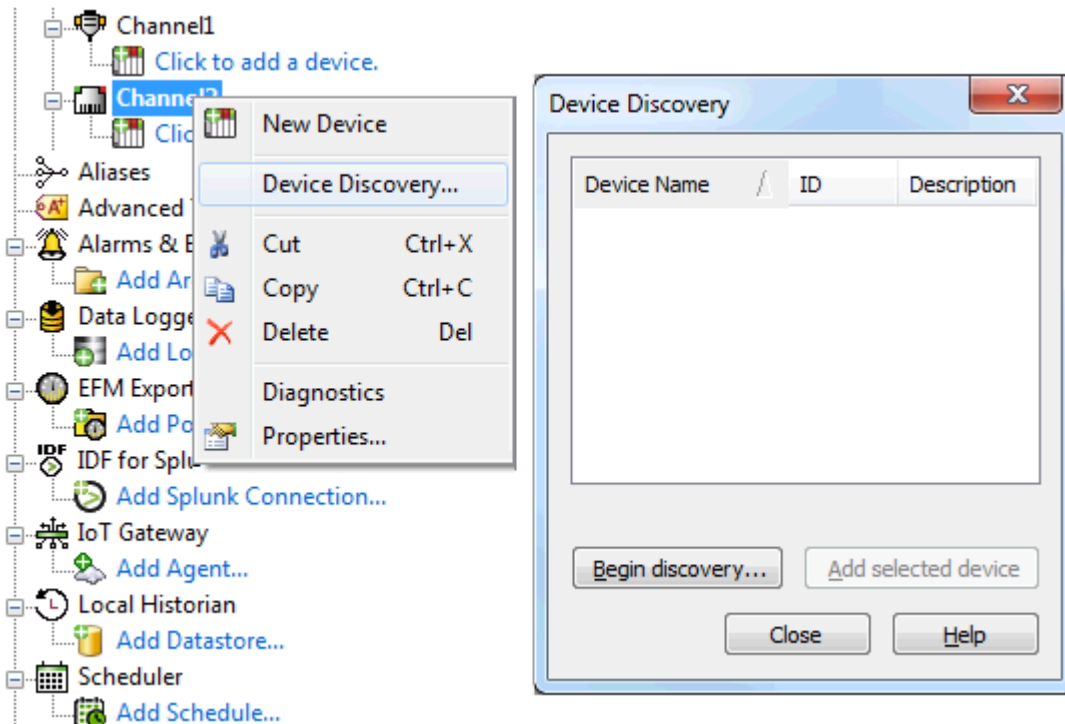 Channel1
Click to add a device.
Channel2
Clic
New Device
Device Discovery...
Aliases
Advanced
Alarms & E
Cut Ctrl+X
Add Ar
Copy Ctrl+C
Data Logge
Delete Del
Add Lo
EFM Export
Diagnostics
Add Po
Properties...
IDF for Splu
Add Splunk Connection...
IoT Gateway
Add Agent...
Local Historian
Add Datastore...
Scheduler
Add Schedule...
Device Discovery
Device Name ID Description
Begin discovery... Add selected device
Close Help